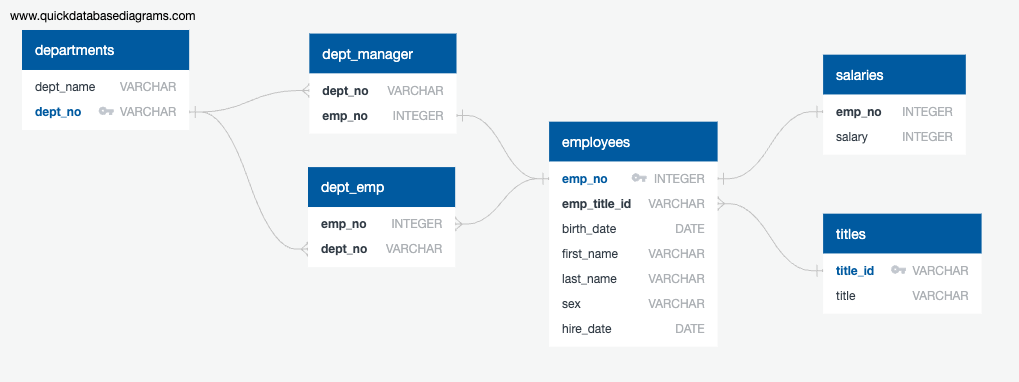 www.quickdatabasediagrams.com
departments
dept_name VARCHAR
dept_no VARCHAR
dept_manager
dept_no VARCHAR
emp_no INTEGER
dept_emp
emp_no INTEGER
dept_no VARCHAR
employees
emp_no INTEGER
emp_title_id VARCHAR
birth_date DATE
first_name VARCHAR
last_name VARCHAR
sex VARCHAR
hire_date DATE
salaries
emp_no INTEGER
salary INTEGER
titles
title_id VARCHAR
title VARCHAR